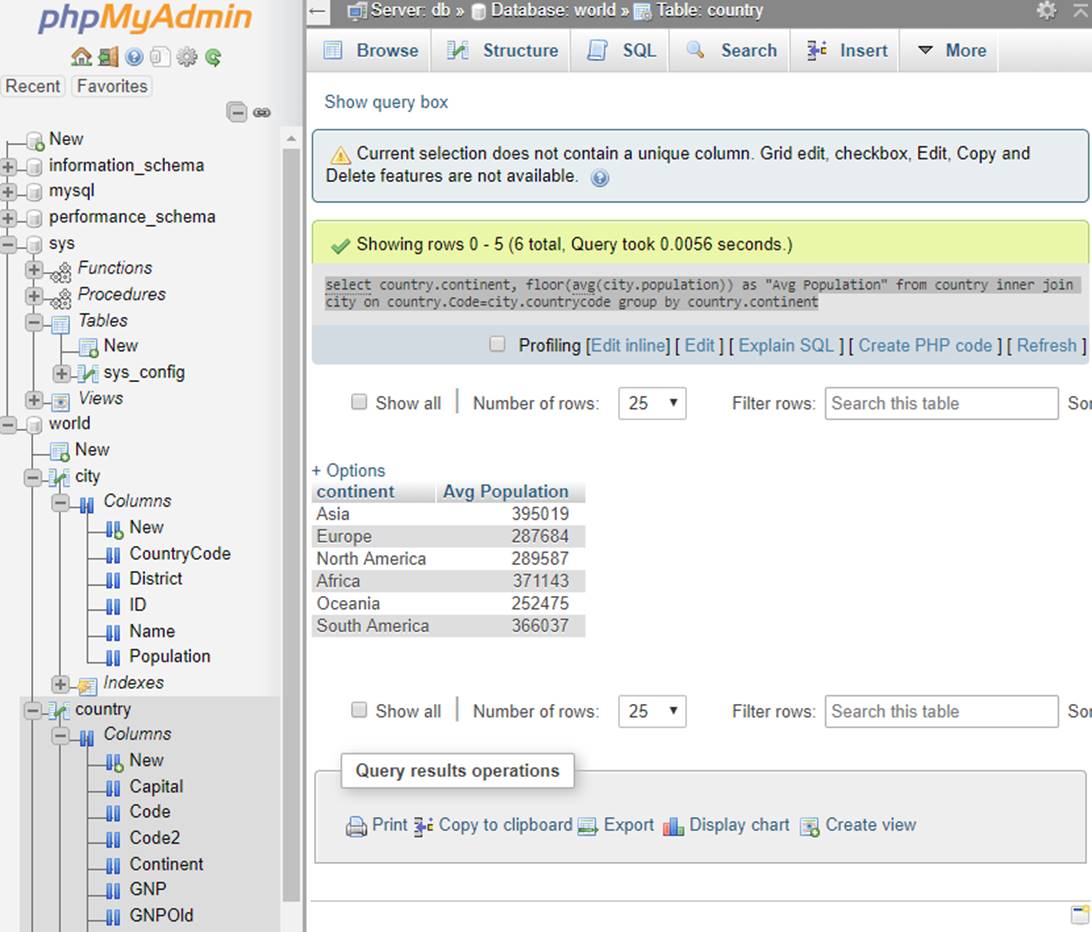 phpMyAdmin
Recent Favorites
New
information_schema
mysql
performance_schema
sys
Functions
Procedures
Tables
New
sys_config
Views
world
New
city
Columns
New
CountryCode
District
ID
Name
Population
Indexes
country
Columns
New
Capital
Code
Code2
Continent
GNP
GNPOld
Server: db » Database: world » Table: country
Browse Structure SQL Search Insert More
Show query box
Current selection does not contain a unique column. Grid edit, checkbox, Edit, Copy and
Delete features are not available.
Showing rows 0 - 5 (6 total, Query took 0.0056 seconds.)
select country.continent, floor(avg(city.population)) as "Avg Population" from country inner join
city on country.Code=city.countrycode group by country.continent
Profiling [Edit inline] [ Edit ] [ Explain SQL ] [ Create PHP code ] [ Refresh ]
Show all | Number of rows: 25 Filter rows: Search this table Sor
+ Options
continent Avg Population
Asia 395019
Europe 287684
North America 289587
Africa 371143
Oceania 252475
South America 366037
Show all | Number of rows: 25 Filter rows: Search this table Sor
Query results operations
Print Copy to clipboard Export Display chart Create view